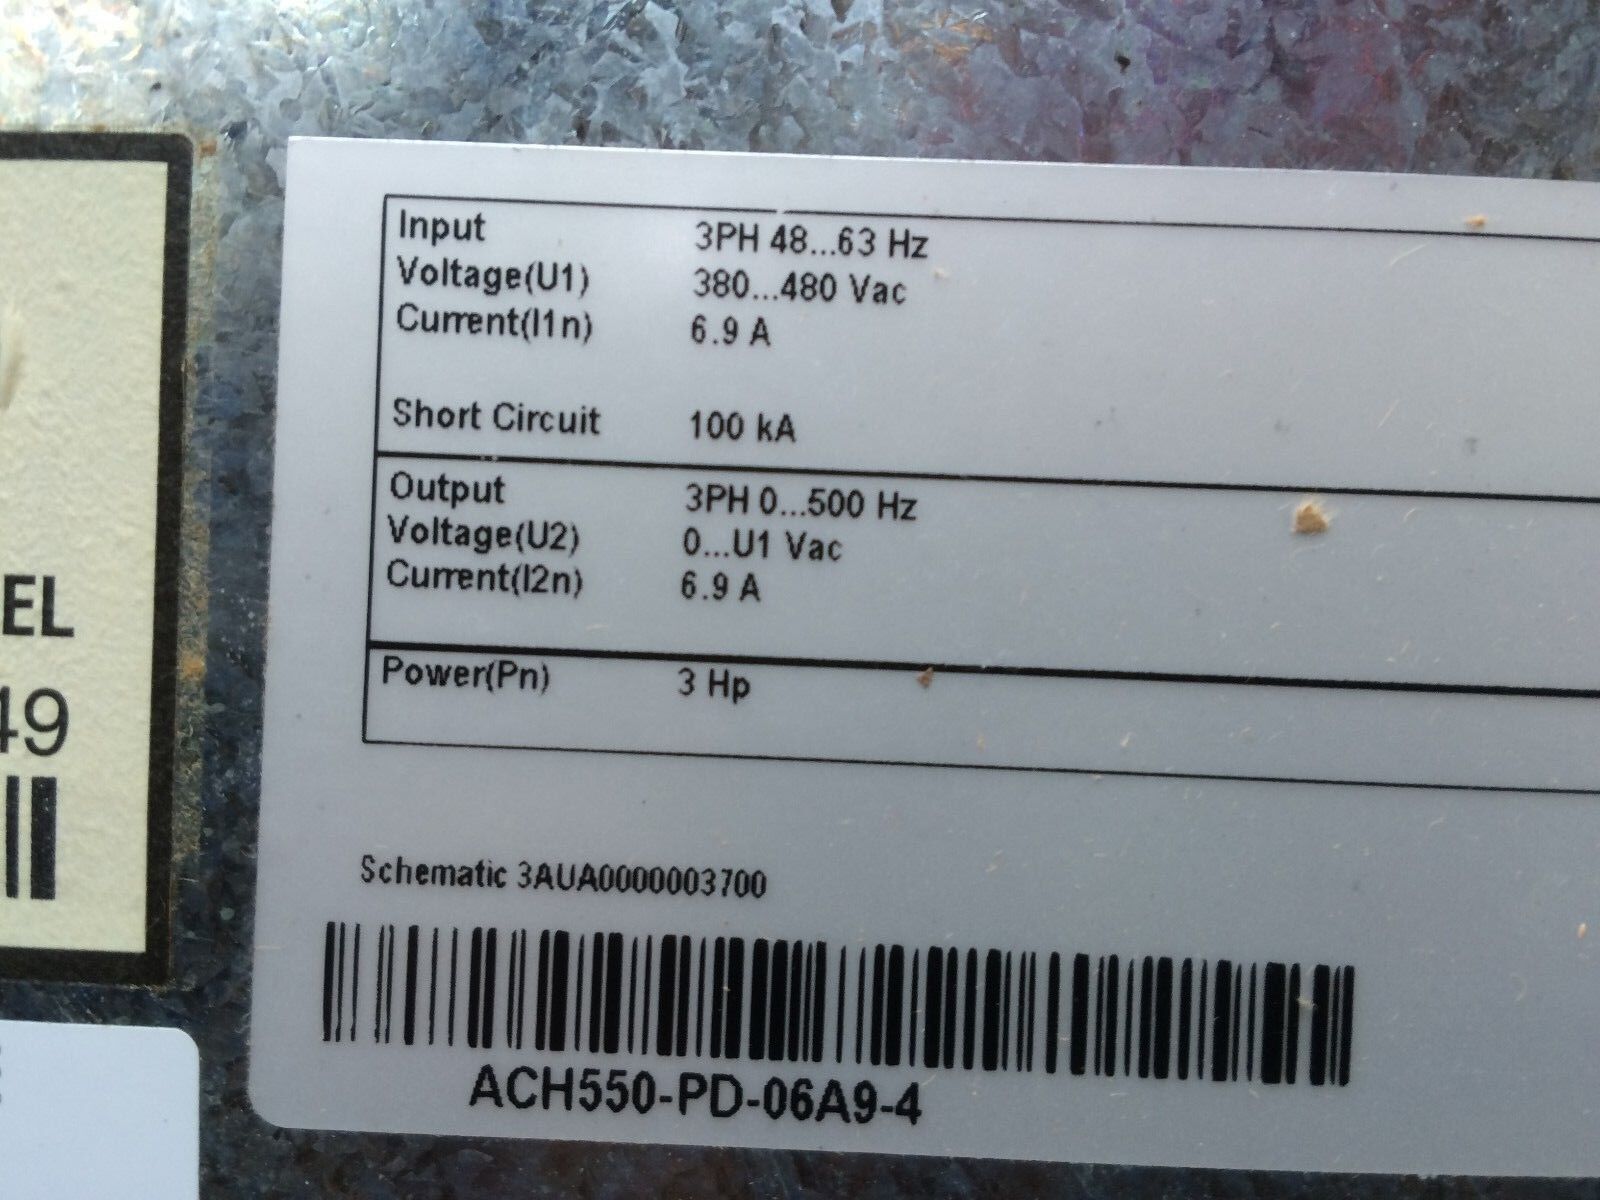 Input 3PH 48...63 Hz
Voltage(U1) 380...480 Vac
Current(I1n) 6.9 A
Short Circuit 100 kA
Output 3PH 0...500 Hz
Voltage(U2) 0...U1 Vac
Current(I2n) 6.9 A
Power(Pn) 3 Hp
Schematic 3AUA0000003700
ACH550-PD-06A9-4
EL
49